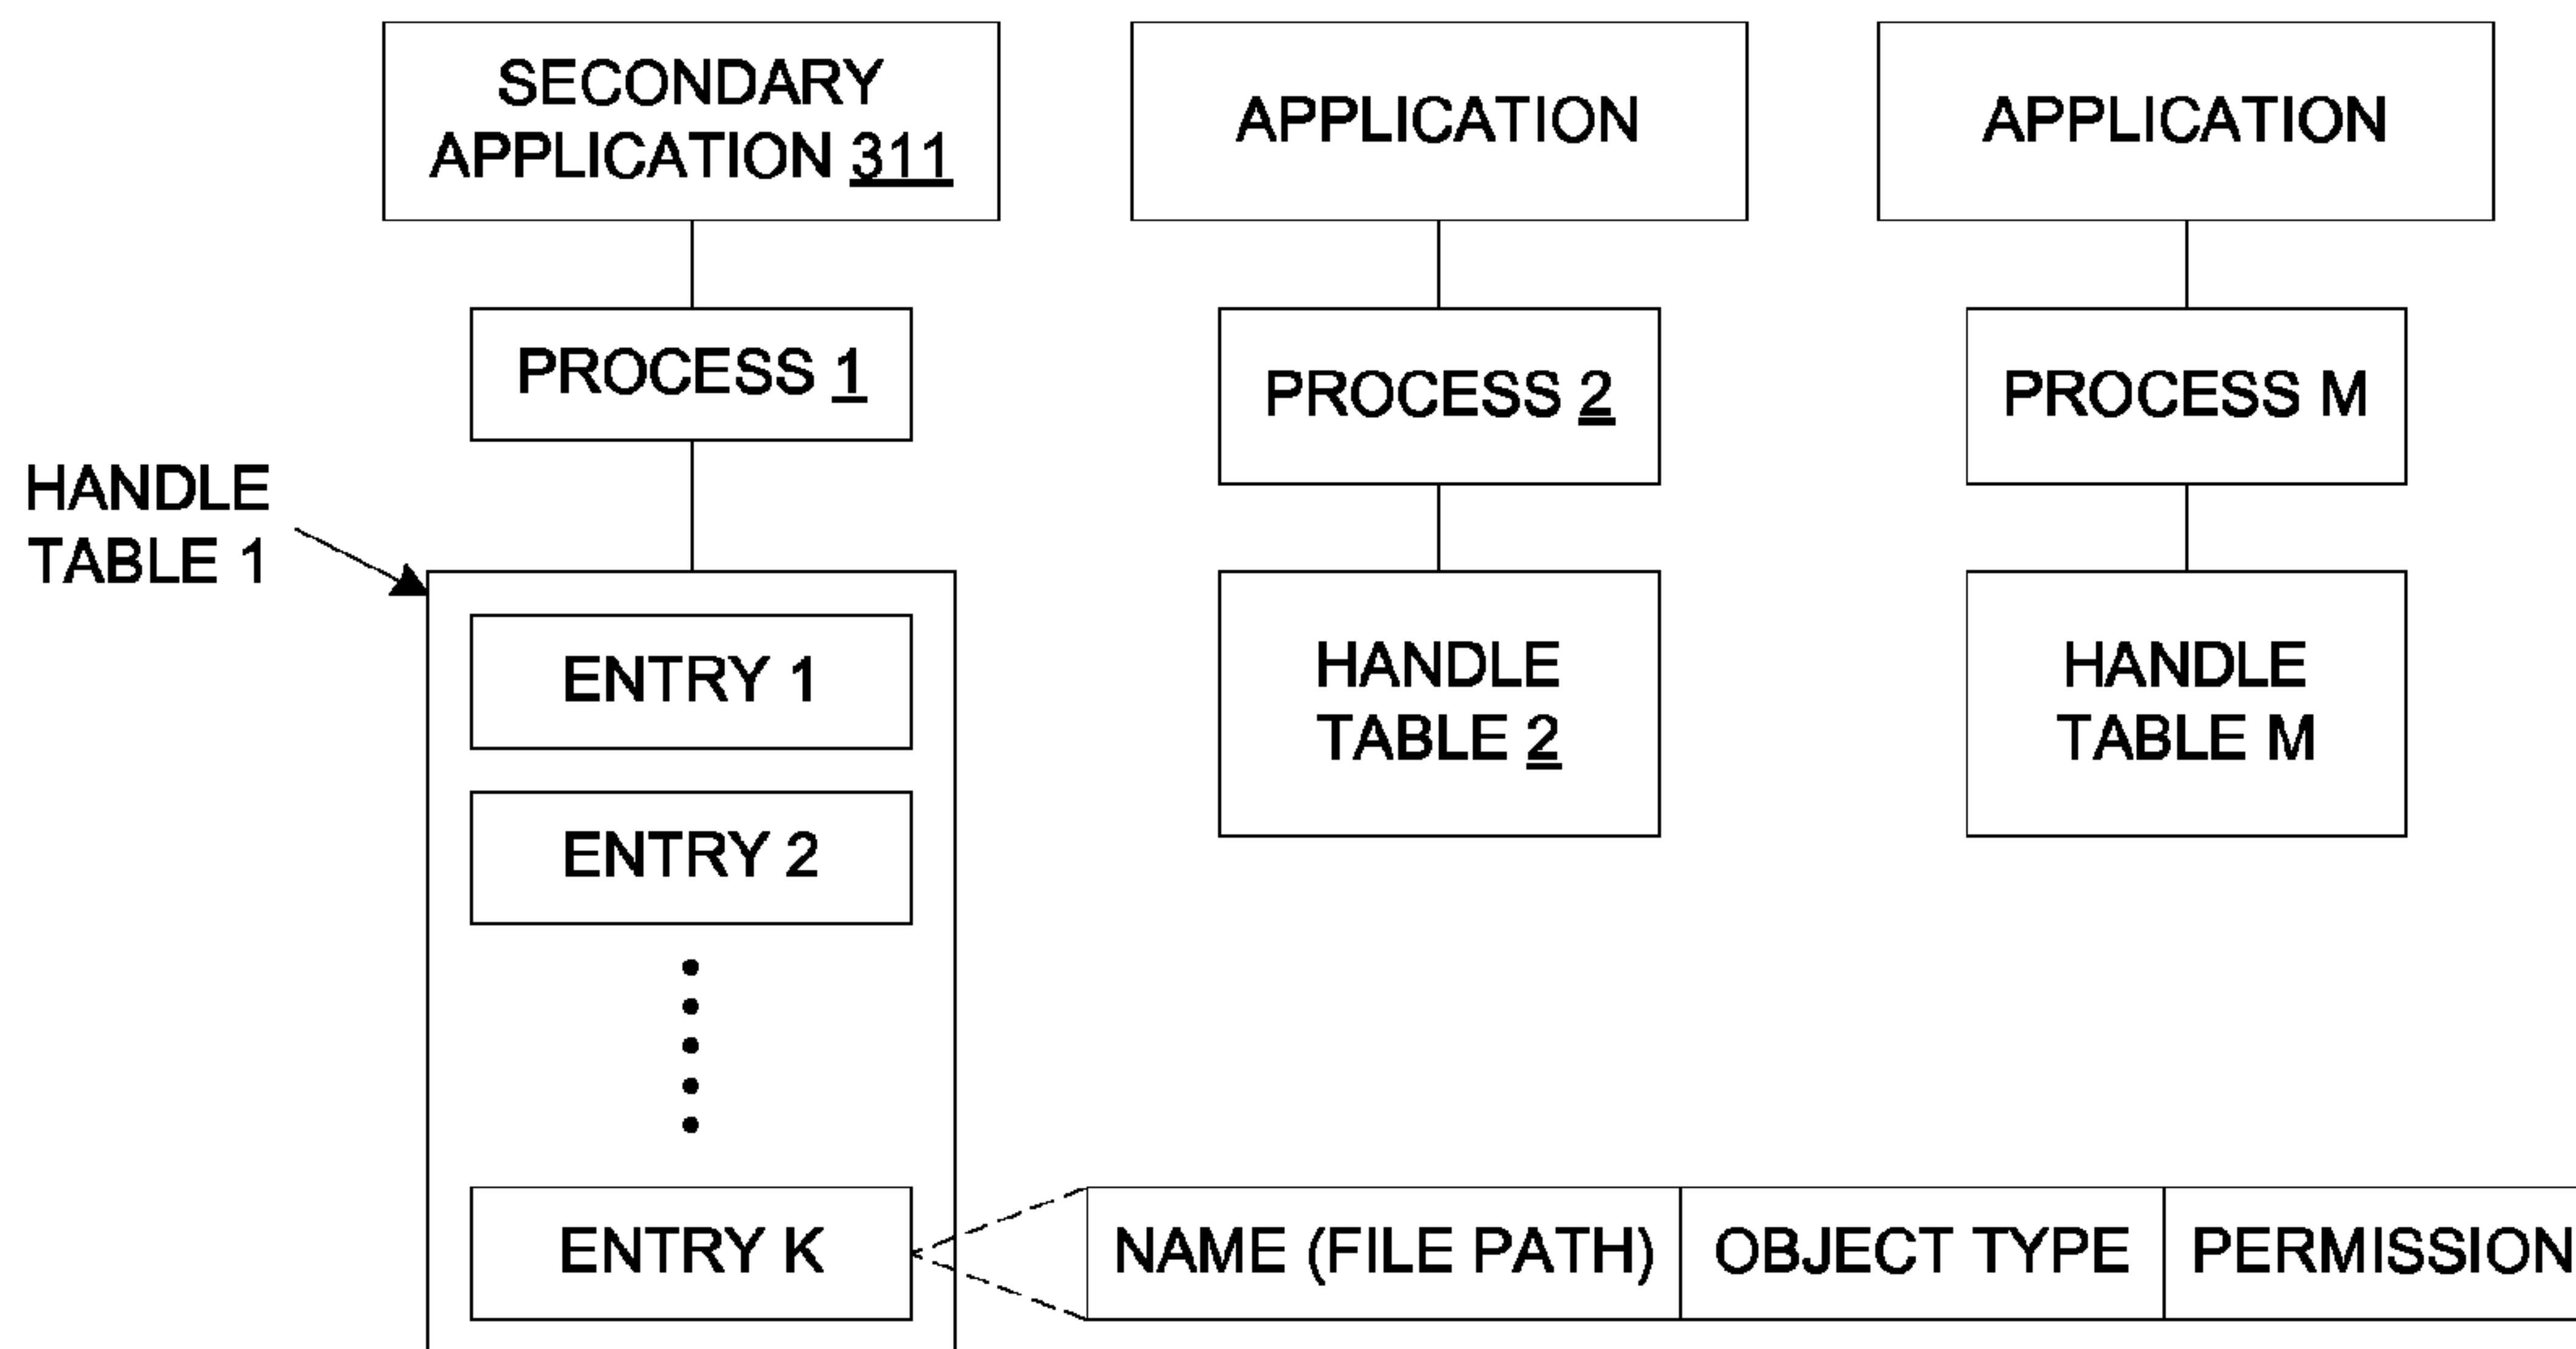 SECONDARY
APPLICATION 311
APPLICATION
APPLICATION
PROCESS 1
PROCESS 2
PROCESS M
HANDLE
TABLE 1
ENTRY 1
ENTRY 2
HANDLE
TABLE 2
HANDLE
TABLE M
ENTRY K
NAME (FILE PATH)
OBJECT TYPE
PERMISSION